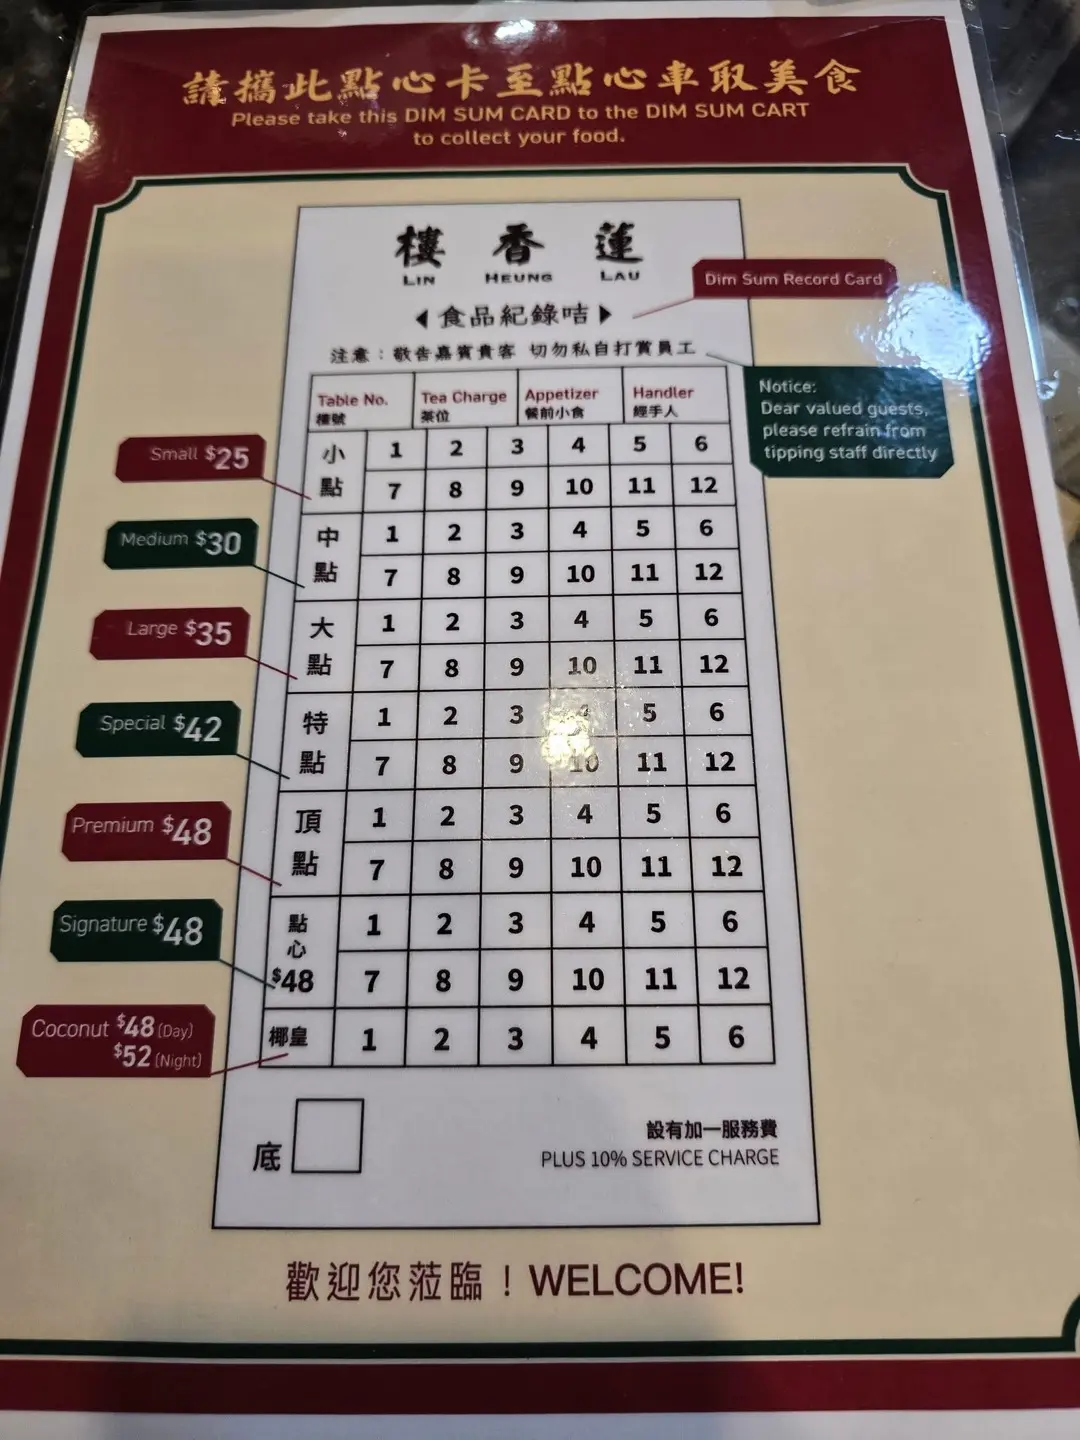 請攜此點心卡至點心車取美食
Please take this DIM SUM CARD to the DIM SUM CART
to collect your food.
樓 香 蓮
LIN HEUNG LAU
Dim Sum Record Card
食品紀錄咭
注意：敬告嘉賓貴客 切勿私自打賞員工
Notice:
Dear valued guests,
please refrain from
tipping staff directly
Table No. Tea Charge Appetizer Handler
檯號 茶位 餐前小食 經手人
Small $25
小點 1 2 3 4 5 6
7 8 9 10 11 12
Medium $30
中點 1 2 3 4 5 6
7 8 9 10 11 12
Large $35
大點 1 2 3 4 5 6
7 8 9 10 11 12
Special $42
特點 1 2 3 5 6
7 8 9 10 11 12
Premium $48
頂點 1 2 3 4 5 6
7 8 9 10 11 12
Signature $48
點心 $48 1 2 3 4 5 6
7 8 9 10 11 12
Coconut $48 (Day)
$52 (Night)
椰皇 1 2 3 4 5 6
底
設有加一服務費
PLUS 10% SERVICE CHARGE
歡迎您蒞臨！WELCOME!